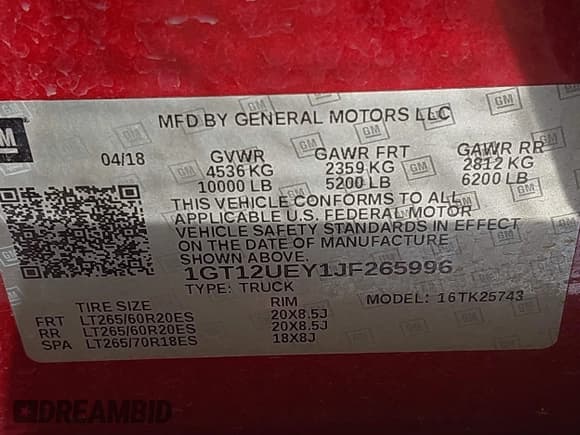 GM
MFD BY GENERAL MOTORS LLC
04/18 GVWR GAWR FRT GAWR RR
4536 KG 2359 KG 2812 KG
10000 LB 5200 LB 6200 LB
THIS VEHICLE CONFORMS TO ALL
APPLICABLE U.S. FEDERAL MOTOR
VEHICLE SAFETY STANDARDS IN EFFECT
ON THE DATE OF MANUFACTURE
SHOWN ABOVE.
1GT12UEY1JF265996
TYPE: TRUCK MODEL: 16TK25743
TIRE SIZE RIM
FRT LT265/60R20ES 20X8.5J
RR LT265/60R20ES 20X8.5J
SPA LT265/70R18ES 18X8J
DREAMBID